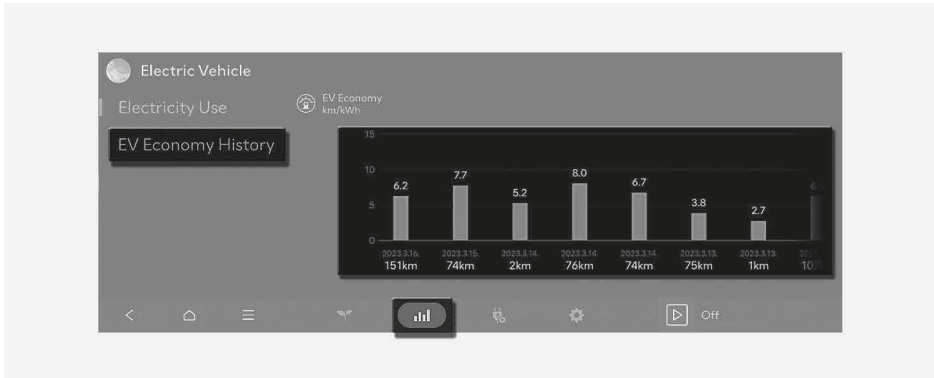 Electric Vehicle
Electricity Use
EV Economy
km/kWh
EV Economy History
15
10
5
0
6.2 7.7 5.2 8.0 6.7 3.8 2.7
2023.3.16. 2023.3.15. 2023.3.14. 2023.3.14. 2023.3.14. 2023.3.13. 2023.3.13.
151km 74km 2km 76km 74km 75km 1km
Off